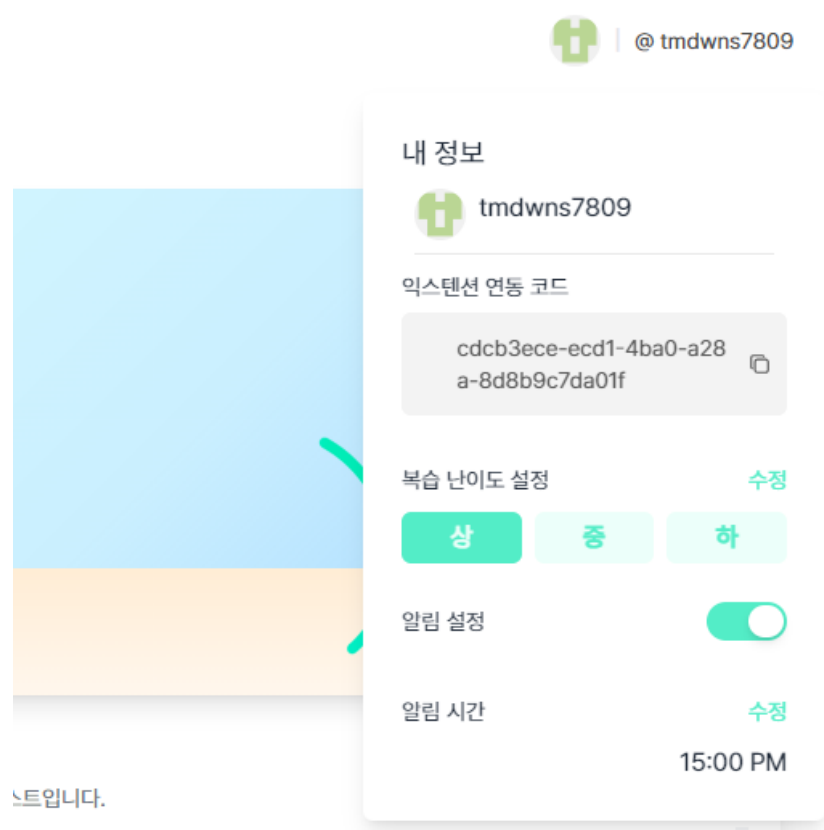 @ tmdwns7809
내 정보
tmdwns7809
익스텐션 연동 코드
cdcb3ece-ecd1-4ba0-a28
a-8d8b9c7da01f
복습 난이도 설정 수정
상 중 하
알림 설정
알림 시간 수정
15:00 PM
스트입니다.